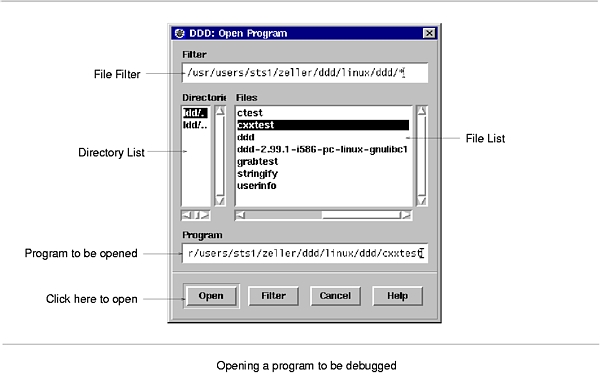 DDD: Open Program
Filter
File Filter
/usr/users/sts1/zeller/ddd/linux/ddd/*
Directorie
Files
ddd/.
ddd/..
ctest
cxxtest
ddd
ddd-2.99.1-i586-pc-linux-gnulibc1
grabtest
stringify
userinfo
Directory List
File List
Program
Program to be opened
r/users/sts1/zeller/ddd/linux/ddd/cxxtest
Click here to open
Open
Filter
Cancel
Help
Opening a program to be debugged